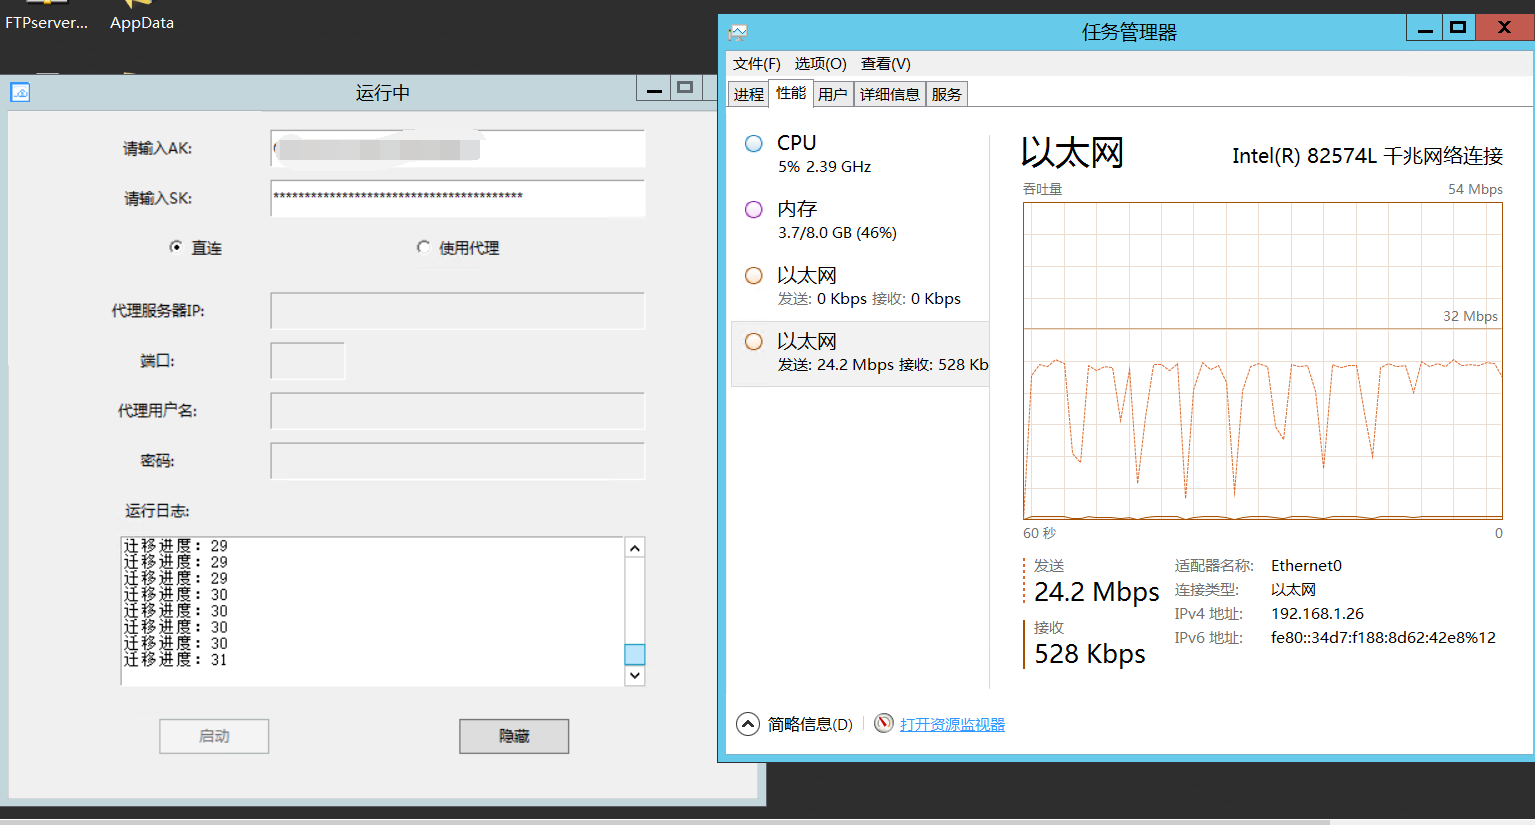 FTPserver...
AppData
运行中
请输入AK:
请输入SK:
****************************************
直连
使用代理
代理服务器IP:
端口:
代理用户名:
密码:
运行日志:
迁移进度: 29
迁移进度: 29
迁移进度: 29
迁移进度: 30
迁移进度: 30
迁移进度: 30
迁移进度: 30
迁移进度: 31
启动
隐藏
任务管理器
文件(F) 选项(O) 查看(V)
进程 性能 用户 详细信息 服务
CPU
5% 2.39 GHz
内存
3.7/8.0 GB (46%)
以太网
发送: 0 Kbps 接收: 0 Kbps
以太网
发送: 24.2 Mbps 接收: 528 Kb
以太网
Intel(R) 82574L 千兆网络连接
吞吐量
54 Mbps
32 Mbps
60 秒
0
发送
24.2 Mbps
接收
528 Kbps
适配器名称: Ethernet0
连接类型: 以太网
IPv4 地址: 192.168.1.26
IPv6 地址: fe80::34d7:f188:8d62:42e8%12
简略信息(D)
打开资源监视器